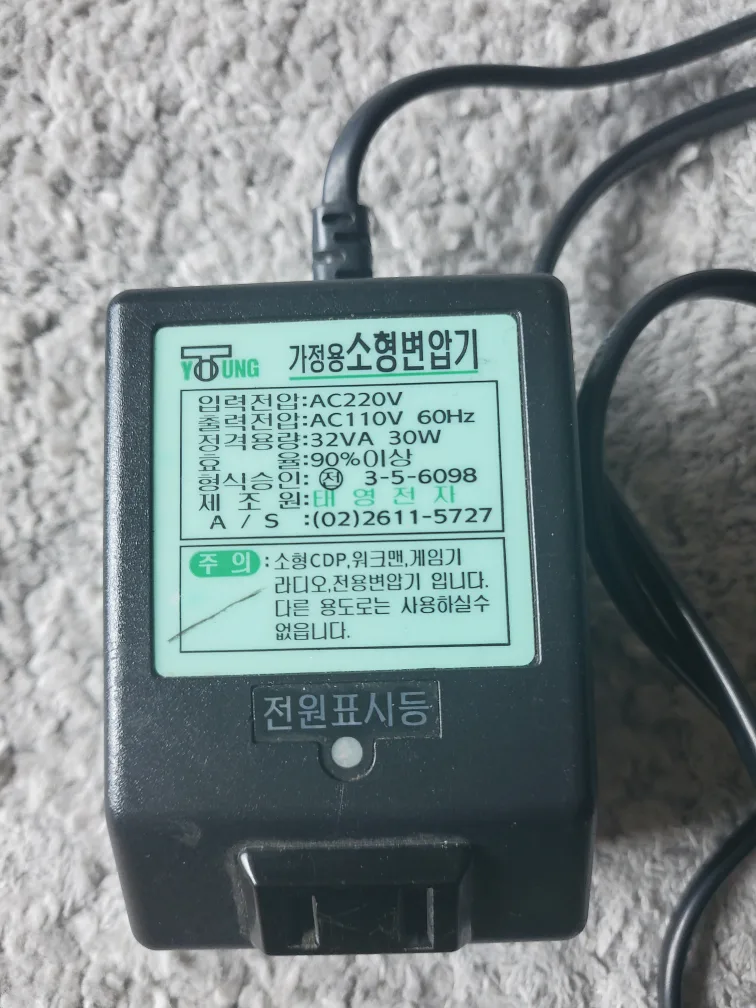 TYOUNG 가정용소형변압기
입력전압:AC220V
출력전압:AC110V 60Hz
정격용량:32VA 30W
효 율:90%이상
형식승인: 전 3-5-6098
제 조 원:태 영 전 자
A / S :(02)2611-5727
주 의 : 소형CDP,워크맨,게임기
라디오,전용변압기 입니다.
다른 용도로는 사용하실수
없읍니다.
전원표시등